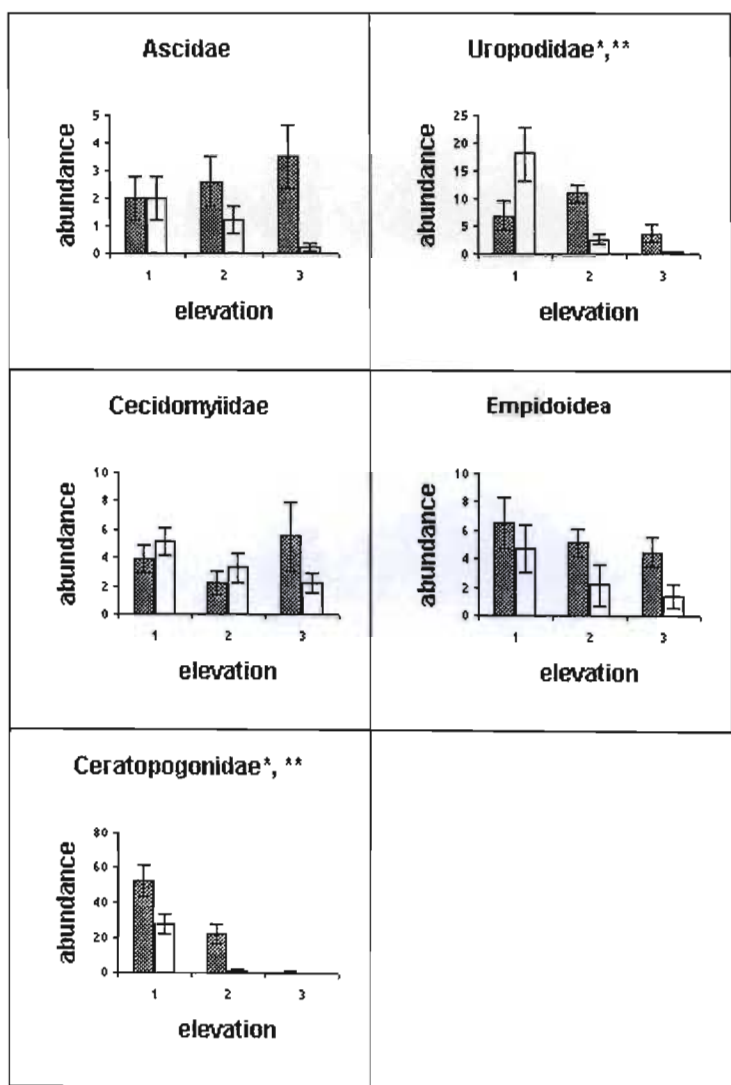 Ascidae
abundance
5
4
3
2
1
0
1 2 3
elevation
Uropodidae*,**
abundance
25
20
15
10
5
0
1 2 3
elevation
Cecidomyiidae
abundance
10
8
6
4
2
0
1 2 3
elevation
Empidoidea
abundance
10
8
6
4
2
0
1 2 3
elevation
Ceratopogonidae*, **
abundance
80
60
40
20
0
1 2 3
elevation